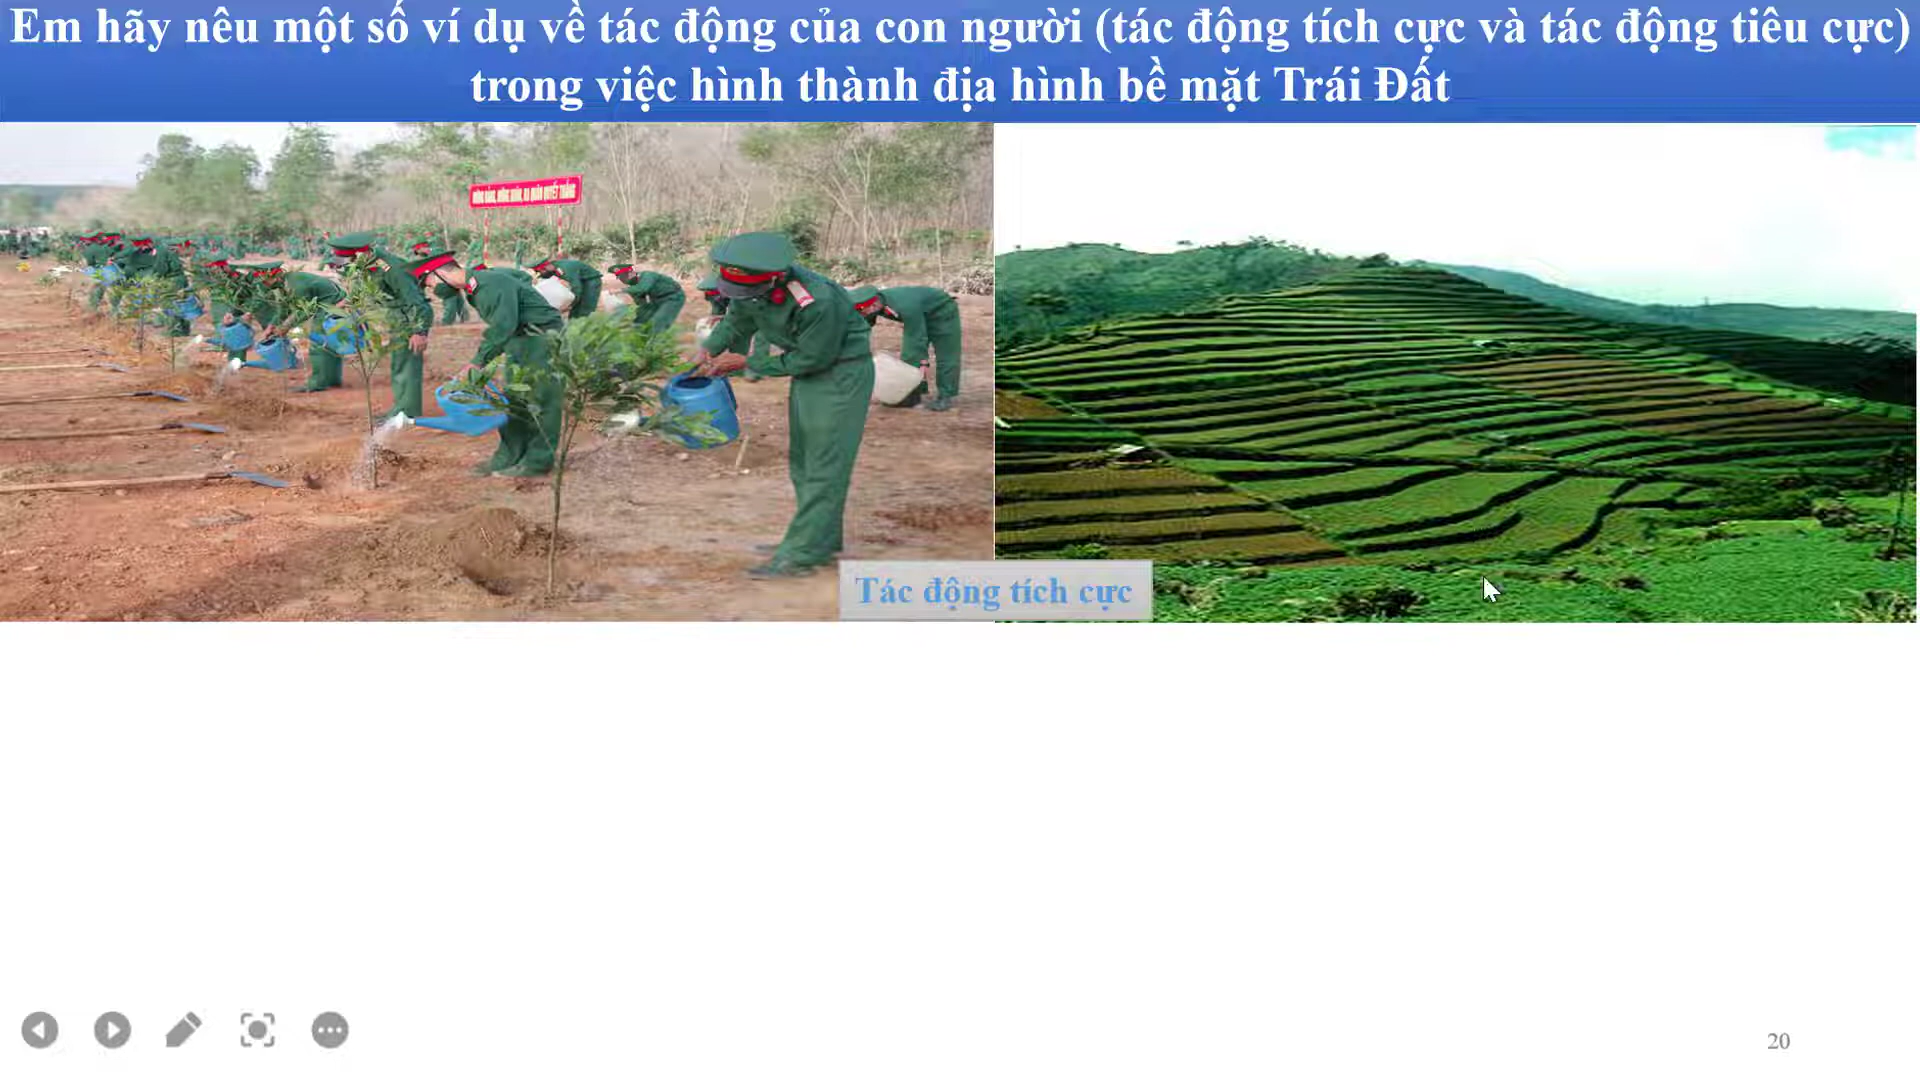 Em hãy nêu một số ví dụ về tác động của con người (tác động tích cực và tác động tiêu cực)
trong việc hình thành địa hình bề mặt Trái Đất
Tác động tích cực
20